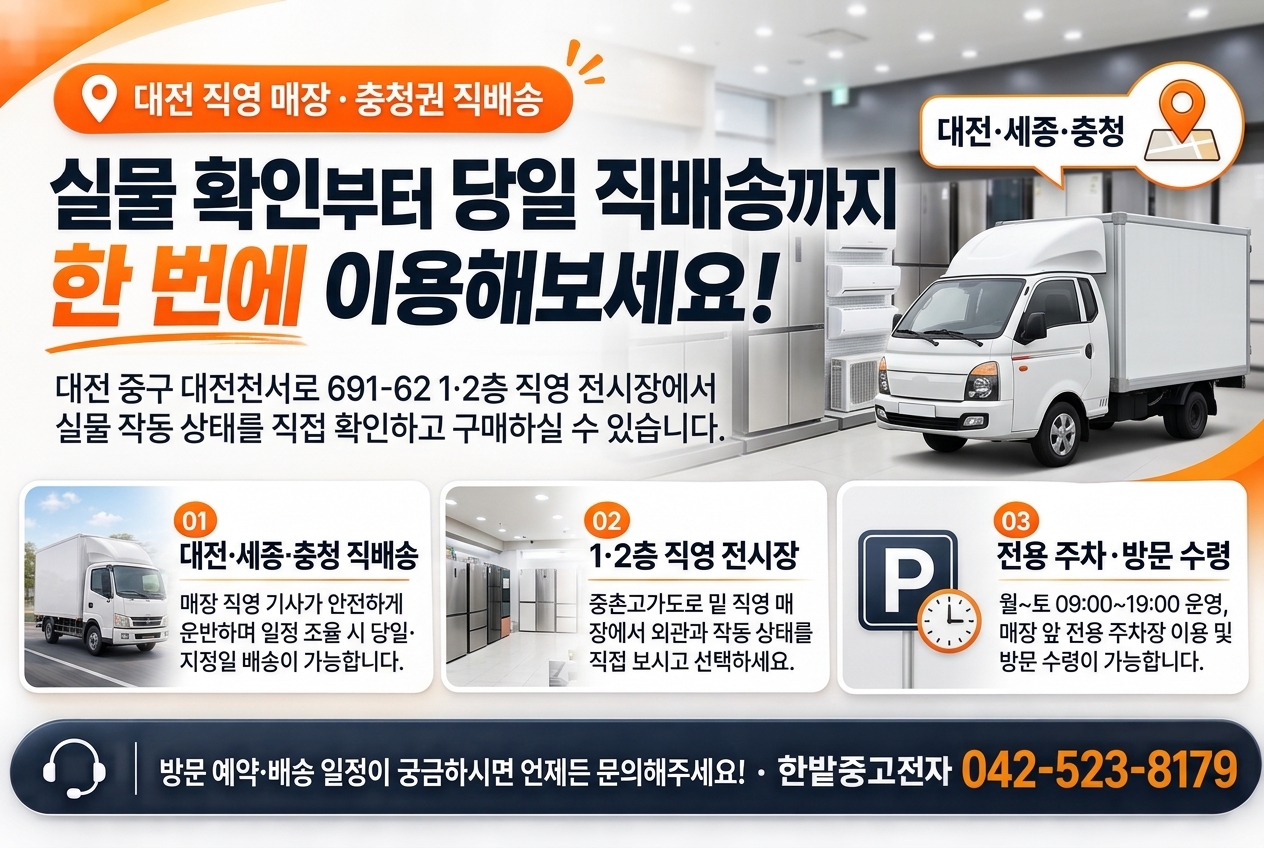 대전 직영 매장 · 충청권 직배송
대전·세종·충청
실물 확인부터 당일 직배송까지
한 번에 이용해보세요!
대전 중구 대전천서로 691-62 1·2층 직영 전시장에서
실물 작동 상태를 직접 확인하고 구매하실 수 있습니다.
01
대전·세종·충청 직배송
매장 직영 기사가 안전하게
운반하며 일정 조율 시 당일·
지정일 배송이 가능합니다.
02
1·2층 직영 전시장
중촌고가도로 밑 직영 매
장에서 외관과 작동 상태를
직접 보시고 선택하세요.
P
03
전용 주차·방문 수령
월~토 09:00~19:00 운영,
매장 앞 전용 주차장 이용 및
방문 수령이 가능합니다.
방문 예약·배송 일정이 궁금하시면 언제든 문의해주세요! · 한밭중고전자 042-523-8179